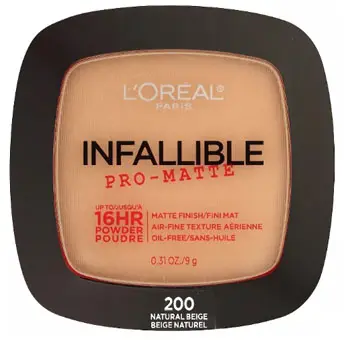 L'ORÉAL
PARIS
INFALLIBLE®
PRO-MATTE
UP TO/JUSQU'À
16HR
POWDER
POUDRE
MATTE FINISH/FINI MAT
AIR-FINE TEXTURE AÉRIENNE
OIL-FREE/SANS-HUILE
0.31 OZ/9 g
200
NATURAL BEIGE
BEIGE NATUREL